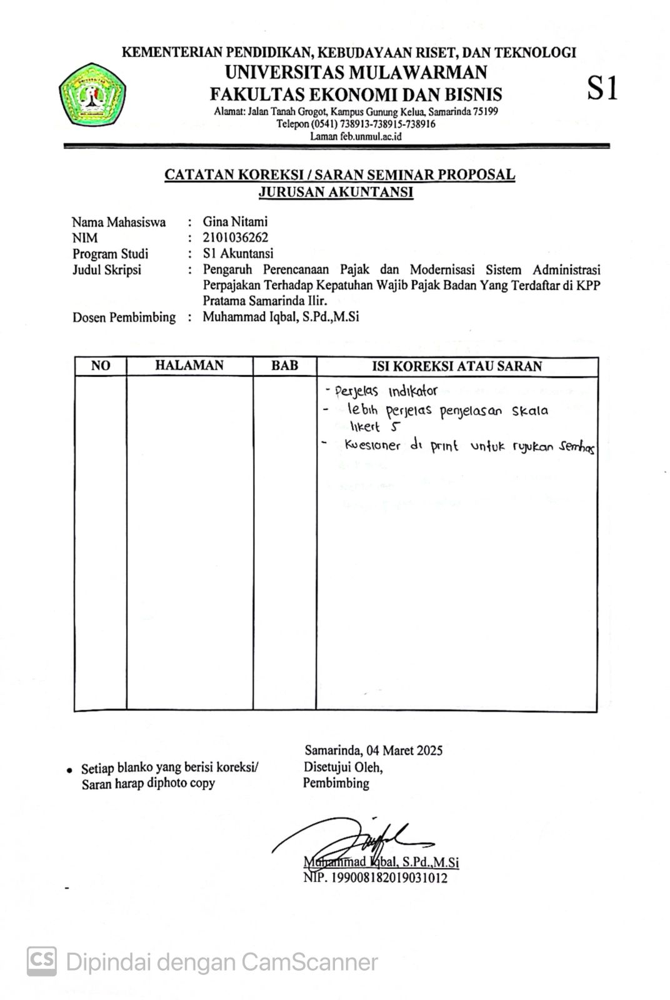 KEMENTERIAN PENDIDIKAN, KEBUDAYAAN RISET, DAN TEKNOLOGI
UNIVERSITAS MULAWARMAN
FAKULTAS EKONOMI DAN BISNIS
S1
Alamat: Jalan Tanah Grogot, Kampus Gunung Kelua, Samarinda 75199
Telepon (0541) 738913-738915-738916
Laman feb.unmul.ac.id
CATATAN KOREKSI / SARAN SEMINAR PROPOSAL
JURUSAN AKUNTANSI
Nama Mahasiswa : Gina Nitami
NIM : 2101036262
Program Studi : S1 Akuntansi
Judul Skripsi : Pengaruh Perencanaan Pajak dan Modernisasi Sistem Administrasi
Perpajakan Terhadap Kepatuhan Wajib Pajak Badan Yang Terdaftar di KPP
Pratama Samarinda Ilir.
Dosen Pembimbing : Muhammad Iqbal, S.Pd.,M.Si
NO HALAMAN BAB ISI KOREKSI ATAU SARAN
- Perjelas indikator
- lebih perjelas penjelasan skala
likert 5
- Kuesioner di print untuk rujukan semhas
Samarinda, 04 Maret 2025
• Setiap blanko yang berisi koreksi/ Disetujui Oleh,
Saran harap diphoto copy Pembimbing
Muhammad Iqbal, S.Pd.,M.Si
NIP. 199008182019031012
CS Dipindai dengan CamScanner